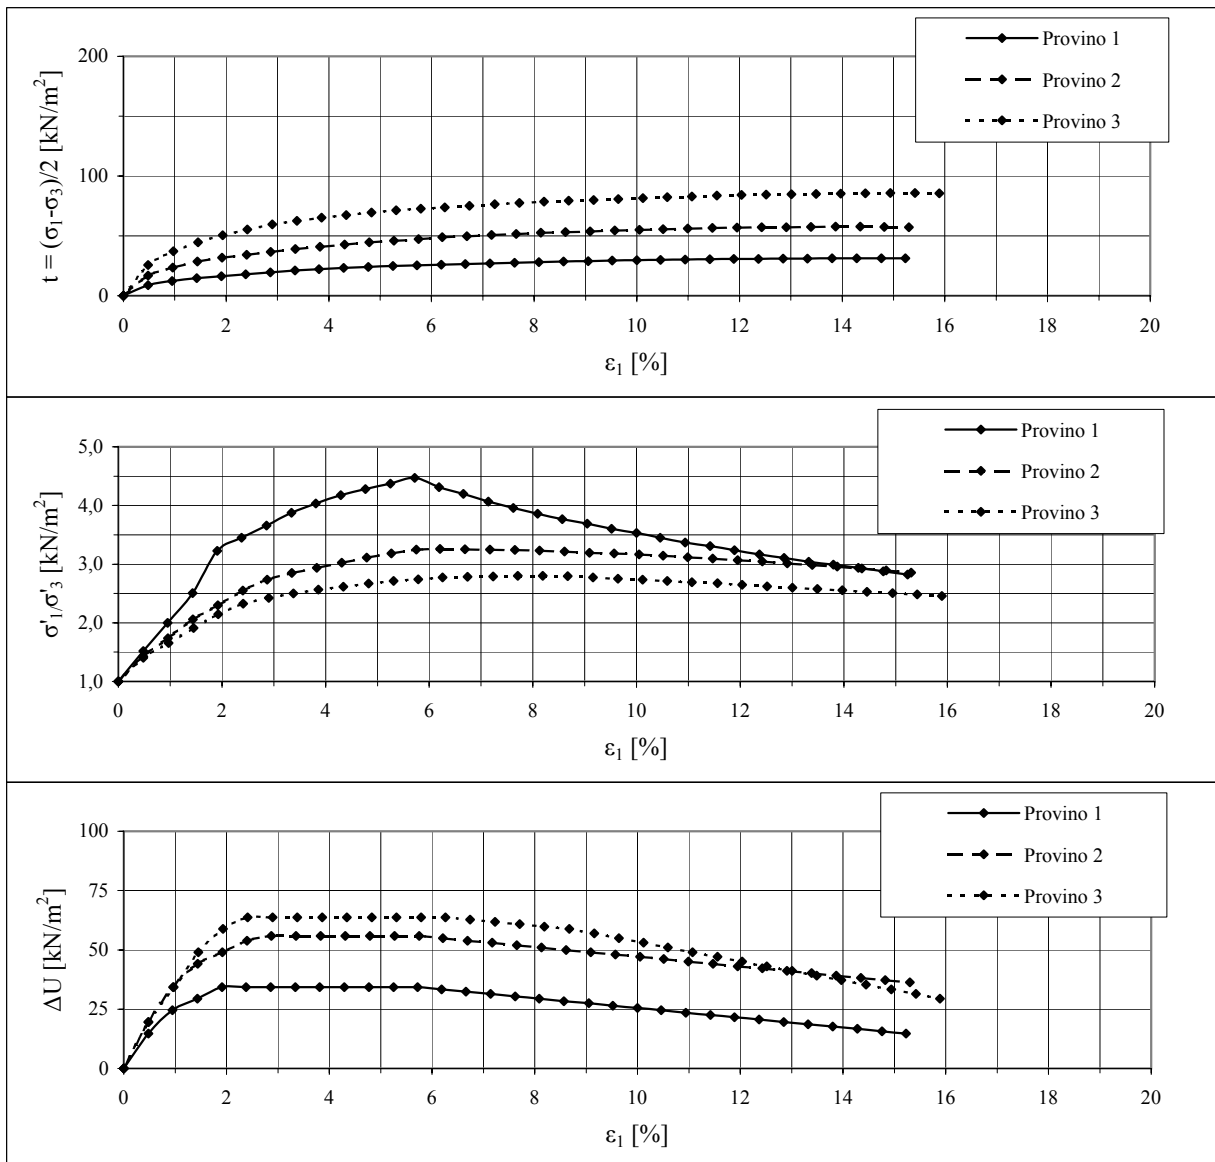 Provino 1
Provino 2
Provino 3
t = (σ1-σ3)/2 [kN/m2]
200
100
0
0 2 4 6 8 10 12 14 16 18 20
ε1 [%]
Provino 1
Provino 2
Provino 3
σ'1/σ'3 [kN/m2]
5,0
4,0
3,0
2,0
1,0
0 2 4 6 8 10 12 14 16 18 20
ε1 [%]
Provino 1
Provino 2
Provino 3
ΔU [kN/m2]
100
75
50
25
0
0 2 4 6 8 10 12 14 16 18 20
ε1 [%]